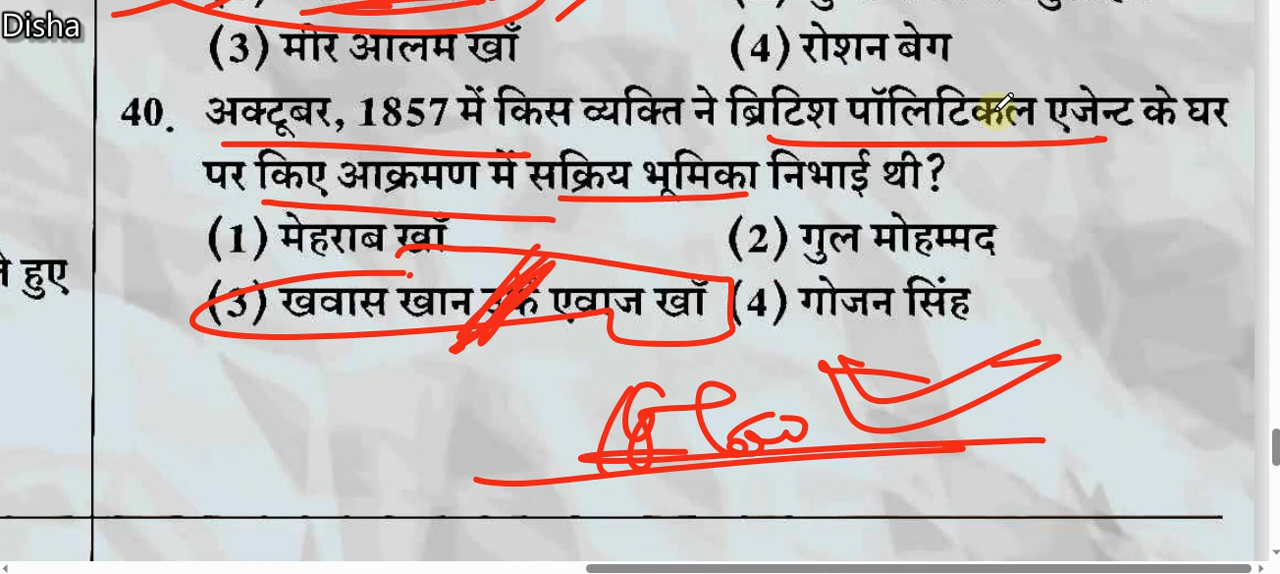 Disha
(3) मीर आलम खाँ (4) रोशन बेग
40. अक्टूबर, 1857 में किस व्यक्ति ने ब्रिटिश पॉलिटिकल एजेन्ट के घर
पर किए आक्रमण में सक्रिय भूमिका निभाई थी?
(1) मेहराब खाँ (2) गुल मोहम्मद
ने हुए
(3) खवास खान उर्फ एवाज खाँ (4) गोजन सिंह